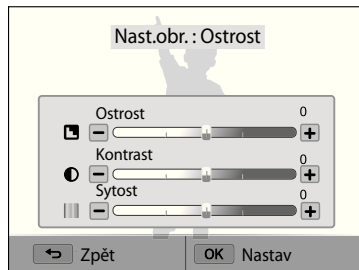 Nast.obr. : Ostrost
Ostrost 0
Kontrast 0
Sytost 0
Zpět OK Nastav